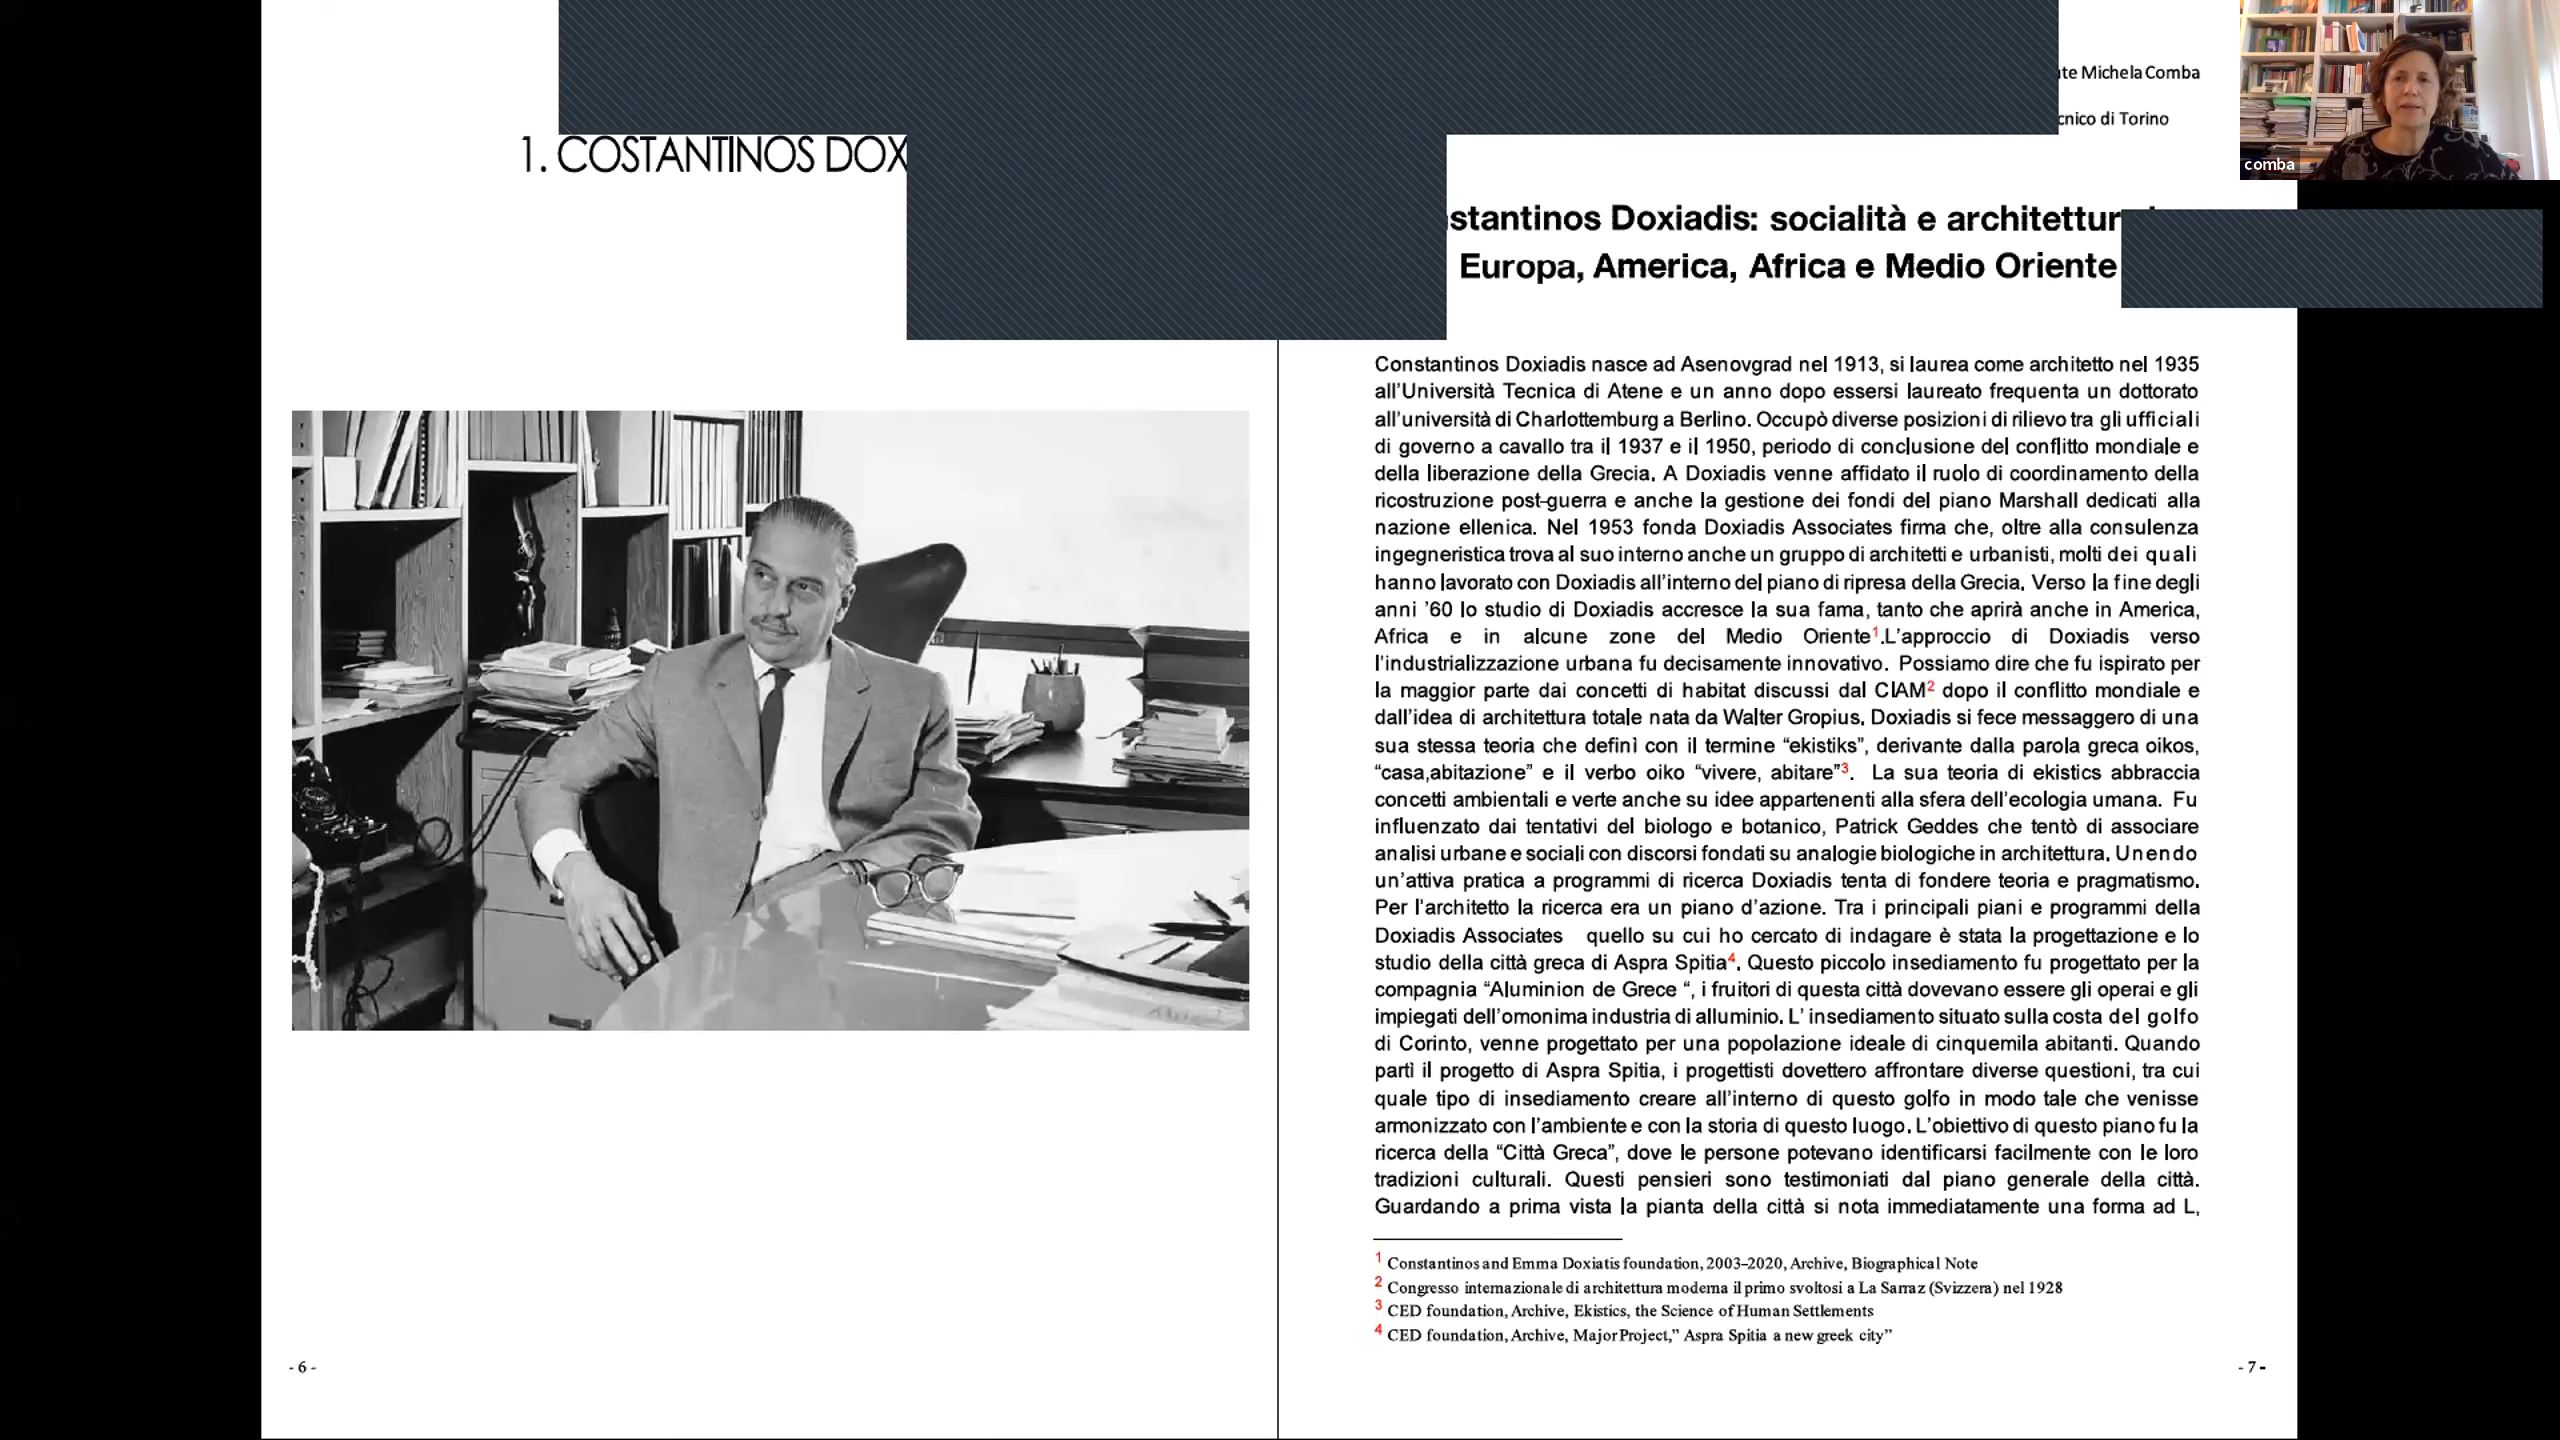 Michela Comba
di Torino
comba
1. COSTANTINOS
Doxiadis: socialità e
Europa, America, Africa e Medio Oriente
Constantinos Doxiadis nasce ad Asenovgrad nel 1913, si laurea come architetto nel 1935
all'Università Tecnica di Atene e un anno dopo essersi laureato frequenta un dottorato
all'università di Charlottemburg a Berlino. Occupò diverse posizioni di rilievo tra gli ufficiali
di governo a cavallo tra il 1937 e il 1950, periodo di conclusione del conflitto mondiale e
della liberazione della Grecia. A Doxiadis venne affidato il ruolo di coordinamento della
ricostruzione post-guerra e anche la gestione dei fondi del piano Marshall dedicati alla
nazione ellenica. Nel 1953 fonda Doxiadis Associates firma che, oltre alla consulenza
ingegneristica trova al suo interno anche un gruppo di architetti e urbanisti, molti dei quali
hanno lavorato con Doxiadis all'interno del piano di ripresa della Grecia. Verso la fine degli
anni '60 lo studio di Doxiadis accresce la sua fama, tanto che aprirà anche in America,
Africa e in alcune zone del Medio Oriente1.L'approccio di Doxiadis verso
l'industrializzazione urbana fu decisamente innovativo. Possiamo dire che fu ispirato per
la maggior parte dai concetti di habitat discussi dal CIAM2 dopo il conflitto mondiale e
dall'idea di architettura totale nata da Walter Gropius. Doxiadis si fece messaggero di una
sua stessa teoria che definì con il termine “ekistiks”, derivante dalla parola greca oikos,
“casa,abitazione” e il verbo oiko “vivere, abitare”3. La sua teoria di ekistics abbraccia
concetti ambientali e verte anche su idee appartenenti alla sfera dell'ecologia umana. Fu
influenzato dai tentativi del biologo e botanico, Patrick Geddes che tentò di associare
analisi urbane e sociali con discorsi fondati su analogie biologiche in architettura. Unendo
un'attiva pratica a programmi di ricerca Doxiadis tenta di fondere teoria e pragmatismo.
Per l'architetto la ricerca era un piano d'azione. Tra i principali piani e programmi della
Doxiadis Associates quello su cui ho cercato di indagare è stata la progettazione e lo
studio della città greca di Aspra Spitia4. Questo piccolo insediamento fu progettato per la
compagnia “Aluminion de Grece “, i fruitori di questa città dovevano essere gli operai e gli
impiegati dell'omonima industria di alluminio. L' insediamento situato sulla costa del golfo
di Corinto, venne progettato per una popolazione ideale di cinquemila abitanti. Quando
partì il progetto di Aspra Spitia, i progettisti dovettero affrontare diverse questioni, tra cui
quale tipo di insediamento creare all'interno di questo golfo in modo tale che venisse
armonizzato con l'ambiente e con la storia di questo luogo. L'obiettivo di questo piano fu la
ricerca della “Città Greca”, dove le persone potevano identificarsi facilmente con le loro
tradizioni culturali. Questi pensieri sono testimoniati dal piano generale della città.
Guardando a prima vista la pianta della città si nota immediatamente una forma ad L,
1 Constantinos and Emma Doxiatis foundation, 2003-2020, Archive, Biographical Note
2 Congresso internazionale di architettura moderna il primo svoltosi a La Sarraz (Svizzera) nel 1928
3 CED foundation, Archive, Ekistics, the Science of Human Settlements
4 CED foundation, Archive, Major Project,” Aspra Spitia a new greek city”
- 6 -
- 7 -